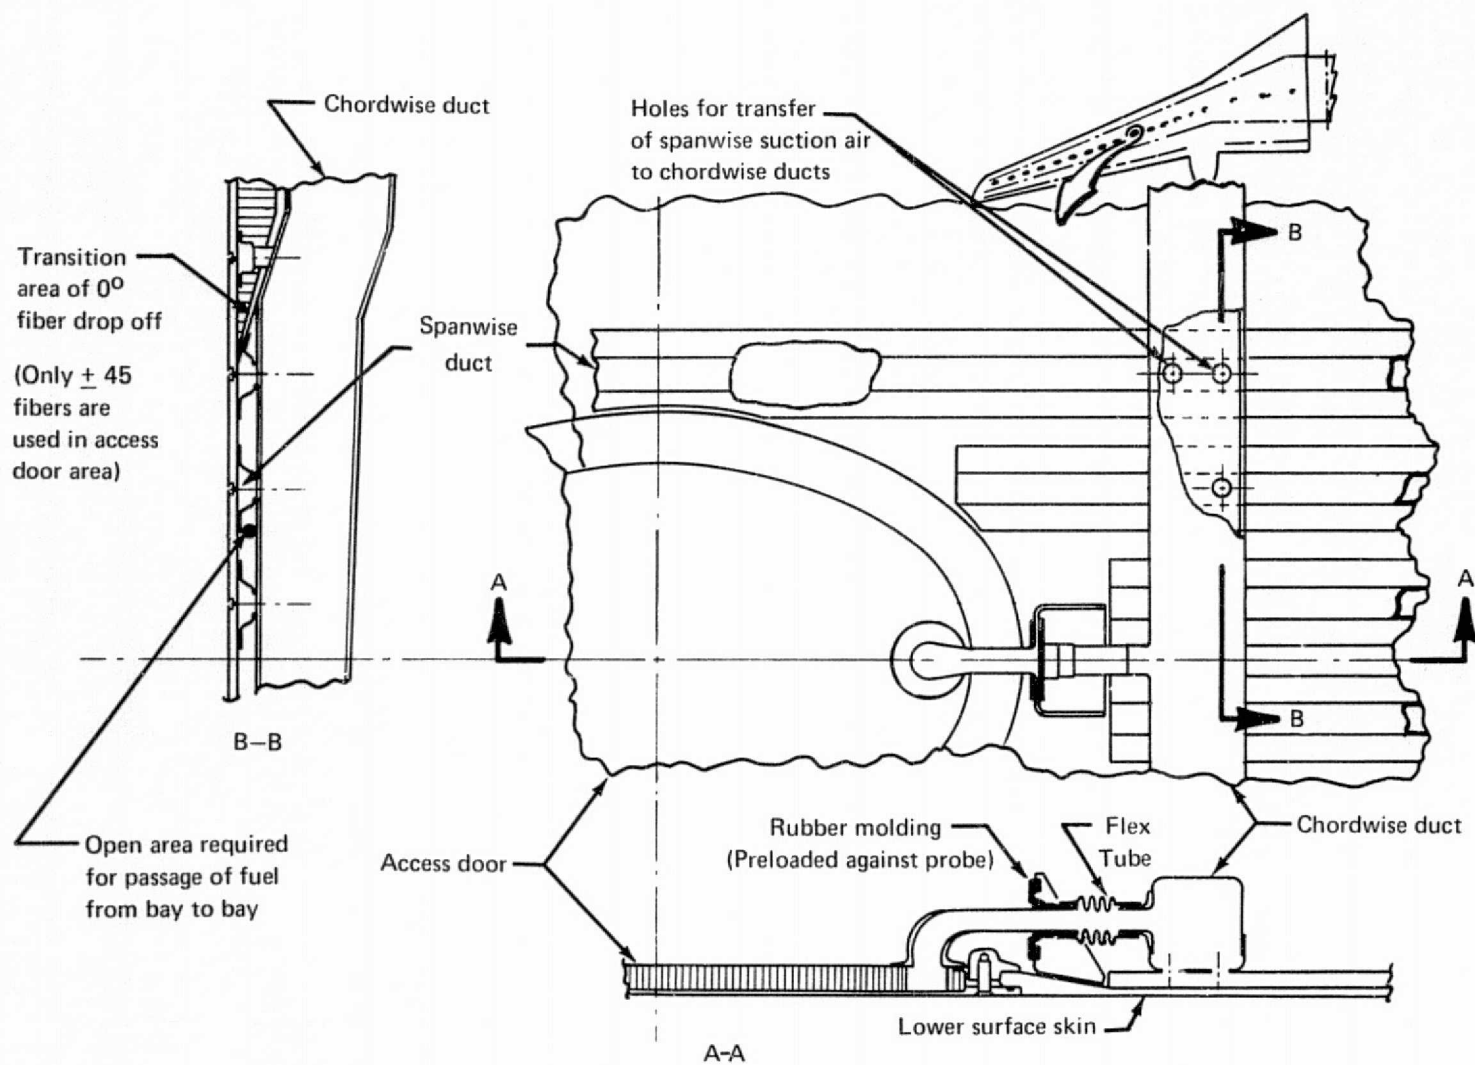 Chordwise duct
Holes for transfer
of spanwise suction air
to chordwise ducts
B
Transition
area of 0º
fiber drop off
(Only ± 45
fibers are
used in access
door area)
Spanwise
duct
A
A
B
B–B
Open area required
for passage of fuel
from bay to bay
Access door
Rubber molding
(Preloaded against probe)
Flex
Tube
Chordwise duct
Lower surface skin
A-A